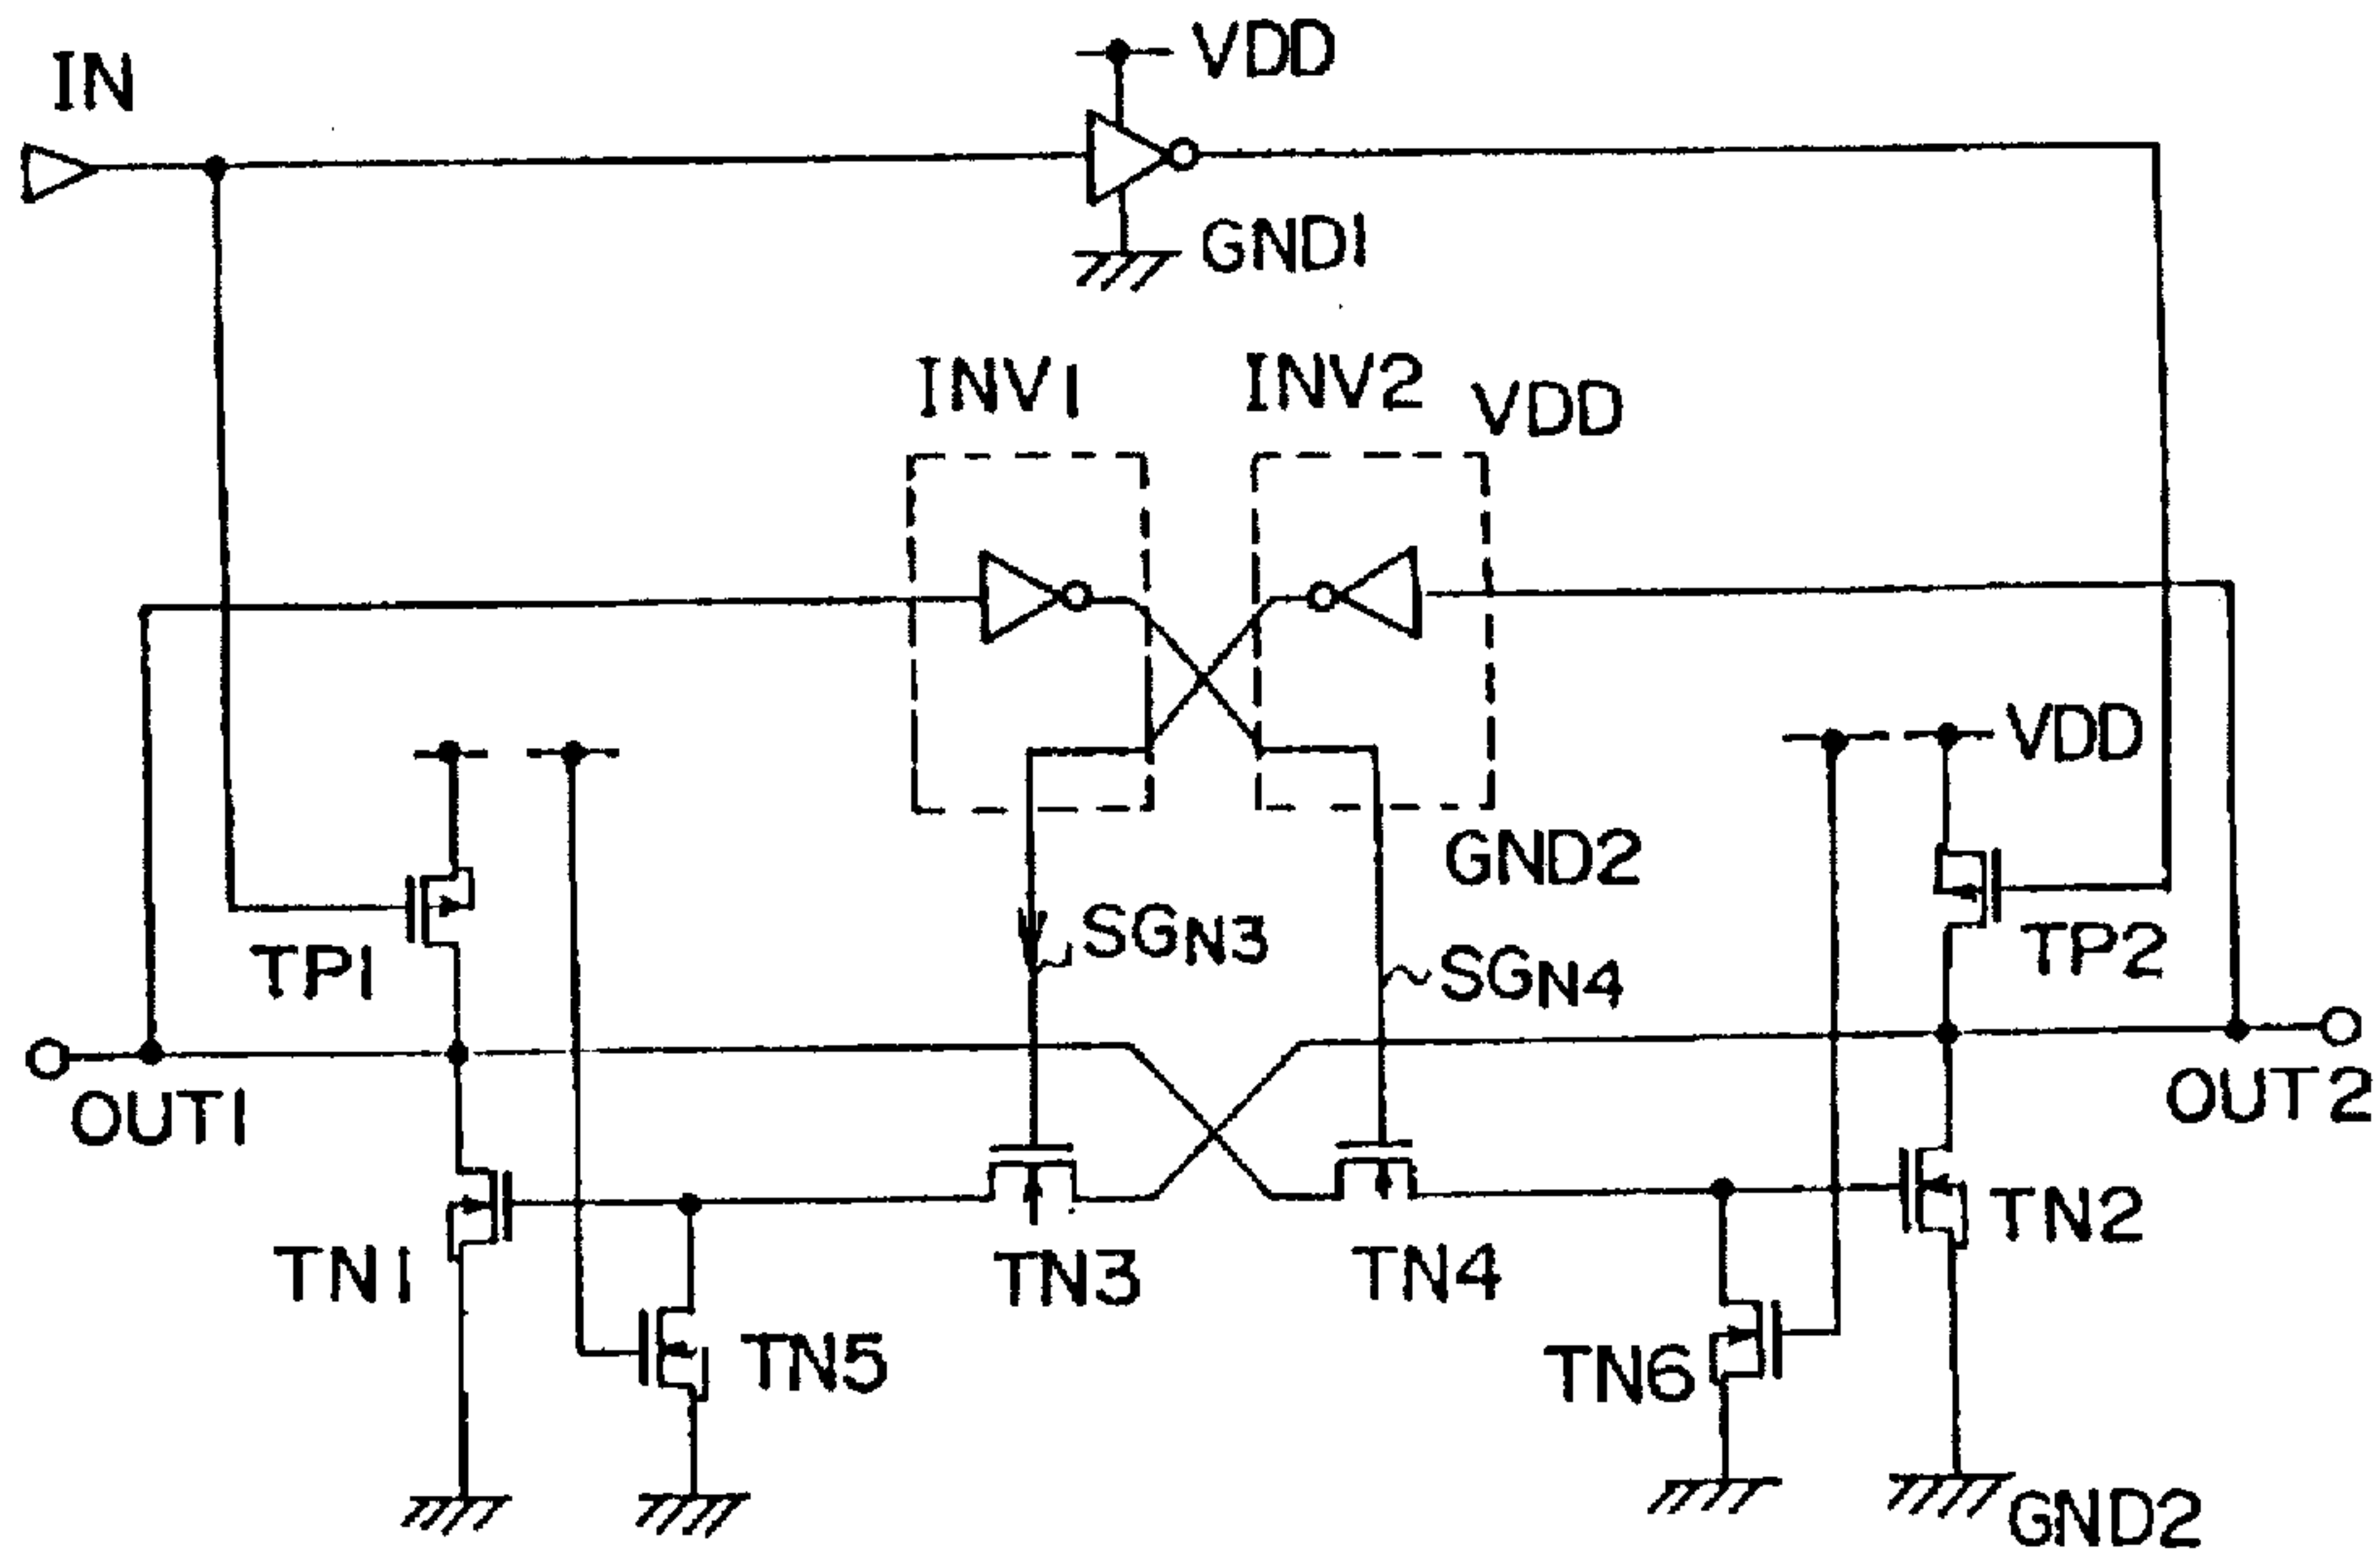 IN
VDD
GND1
INV1
INV2
VDD
VDD
GND2
SGN3
SGN4
TP1
TP2
OUT1
OUT2
TN1
TN3
TN4
TN2
TN5
TN6
GND2